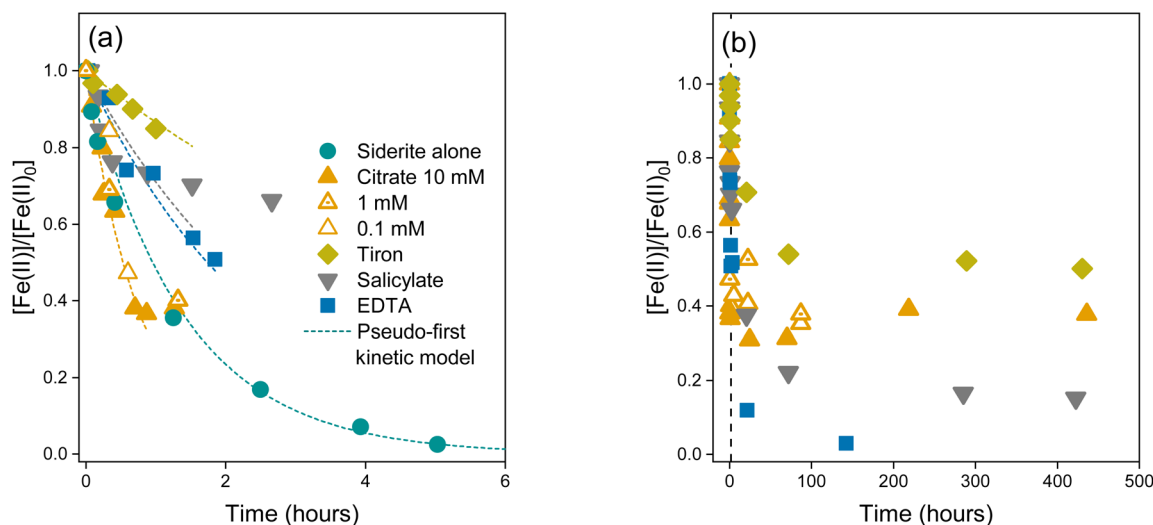 (a)
[Fe(II)]/[Fe(II)₀]
1.0
0.8
0.6
0.4
0.2
0.0
0
2
4
6
Time (hours)
Siderite alone
Citrate 10 mM
1 mM
0.1 mM
Tiron
Salicylate
EDTA
Pseudo-first
kinetic model
(b)
[Fe(II)]/[Fe(II)₀]
1.0
0.8
0.6
0.4
0.2
0.0
0
100
200
300
400
500
Time (hours)